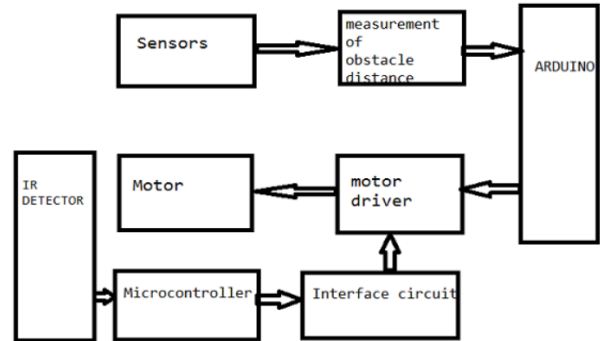 Sensors
measurement
of
obstacle
distance
ARDUINO
IR
DETECTOR
Motor
motor
driver
Microcontroller
Interface circuit